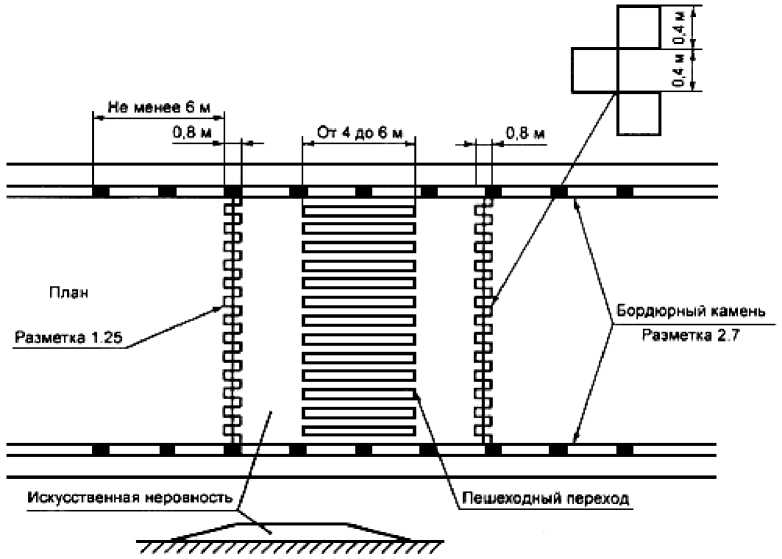 0,4 м
0,4 м
Не менее 6 м
0,8 м
От 4 до 6 м
0,8 м
План
Разметка 1.25
Бордюрный камень
Разметка 2.7
Искусственная неровность
Пешеходный переход